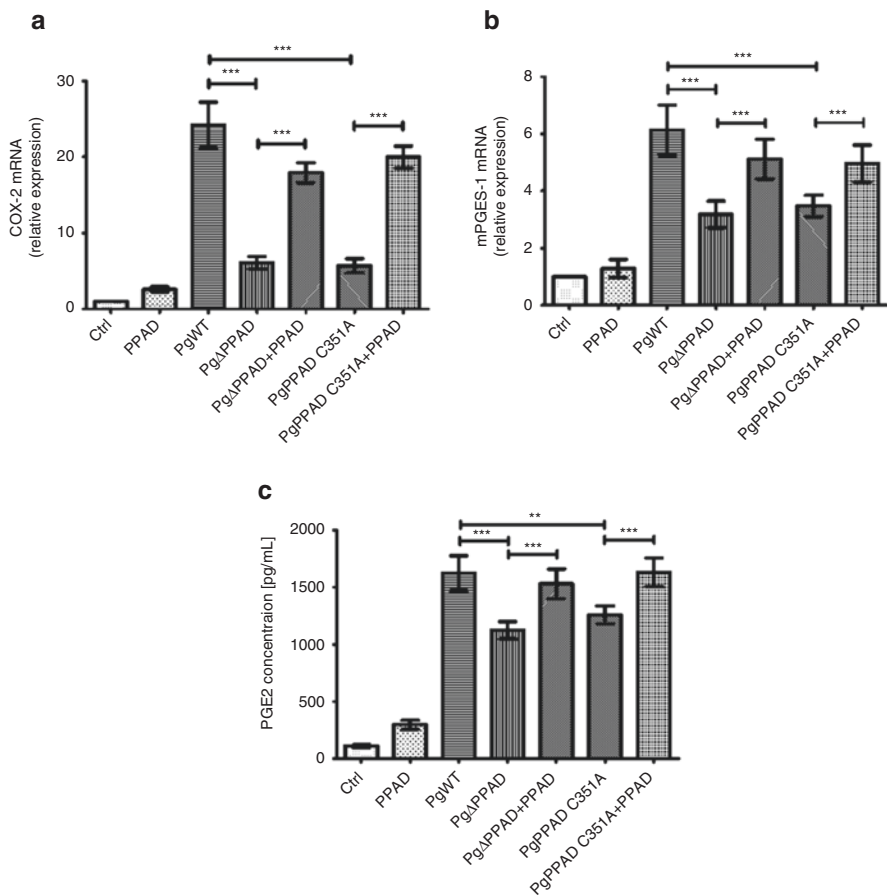 a
COX-2 mRNA
(relative expression)
30
20
10
0
***
***
***
***
Ctrl
PPAD
PgWT
PgΔPPAD
PgΔPPAD+PPAD
PgPPAD C351A
PgPPAD C351A+PPAD
b
mPGES-1 mRNA
(relative expression)
8
6
4
2
0
***
***
***
***
Ctrl
PPAD
PgWT
PgΔPPAD
PgΔPPAD+PPAD
PgPPAD C351A
PgPPAD C351A+PPAD
c
PGE2 concentraion [pg/mL]
2000
1500
1000
500
0
**
***
***
***
Ctrl
PPAD
PgWT
PgΔPPAD
PgΔPPAD+PPAD
PgPPAD C351A
PgPPAD C351A+PPAD